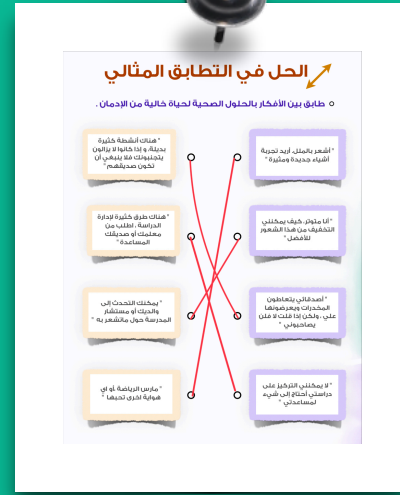 الحل في التطابق المثالي
طابق بين الأفكار بالحلول الصحية لحياة خالية من الإدمان .
" أشعر بالملل، أريد تجربة
أشياء جديدة ومثيرة "
" هناك أنشطة كثيرة
بديلة، و إذا كانوا لا يزالون
يتجنبونك فلا ينبغي أن
تكون صديقهم "
" أنا متوتر، كيف يمكنني
التخفيف من هذا الشعور
للأفضل "
" هناك طرق كثيرة لإدارة
الدراسة ، اطلب من
معلمك أو صديقك
المساعدة "
" أصدقائي يتعاطون
المخدرات ويعرضونها
علي ، ولكن إذا قلت لا فلن
يصاحبوني "
" يمكنك التحدث إلى
والديك أو مستشار
المدرسة حول ماتشعر به "
" لا يمكنني التركيز على
دراستي أحتاج إلى شيء
لمساعدتي "
" مارس الرياضة ،أو اي
هواية اخرى تحبها "